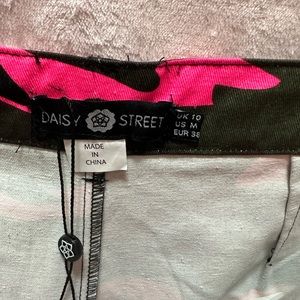 DAISY STREET
UK 10
US M
EUR 38
MADE
IN
CHINA